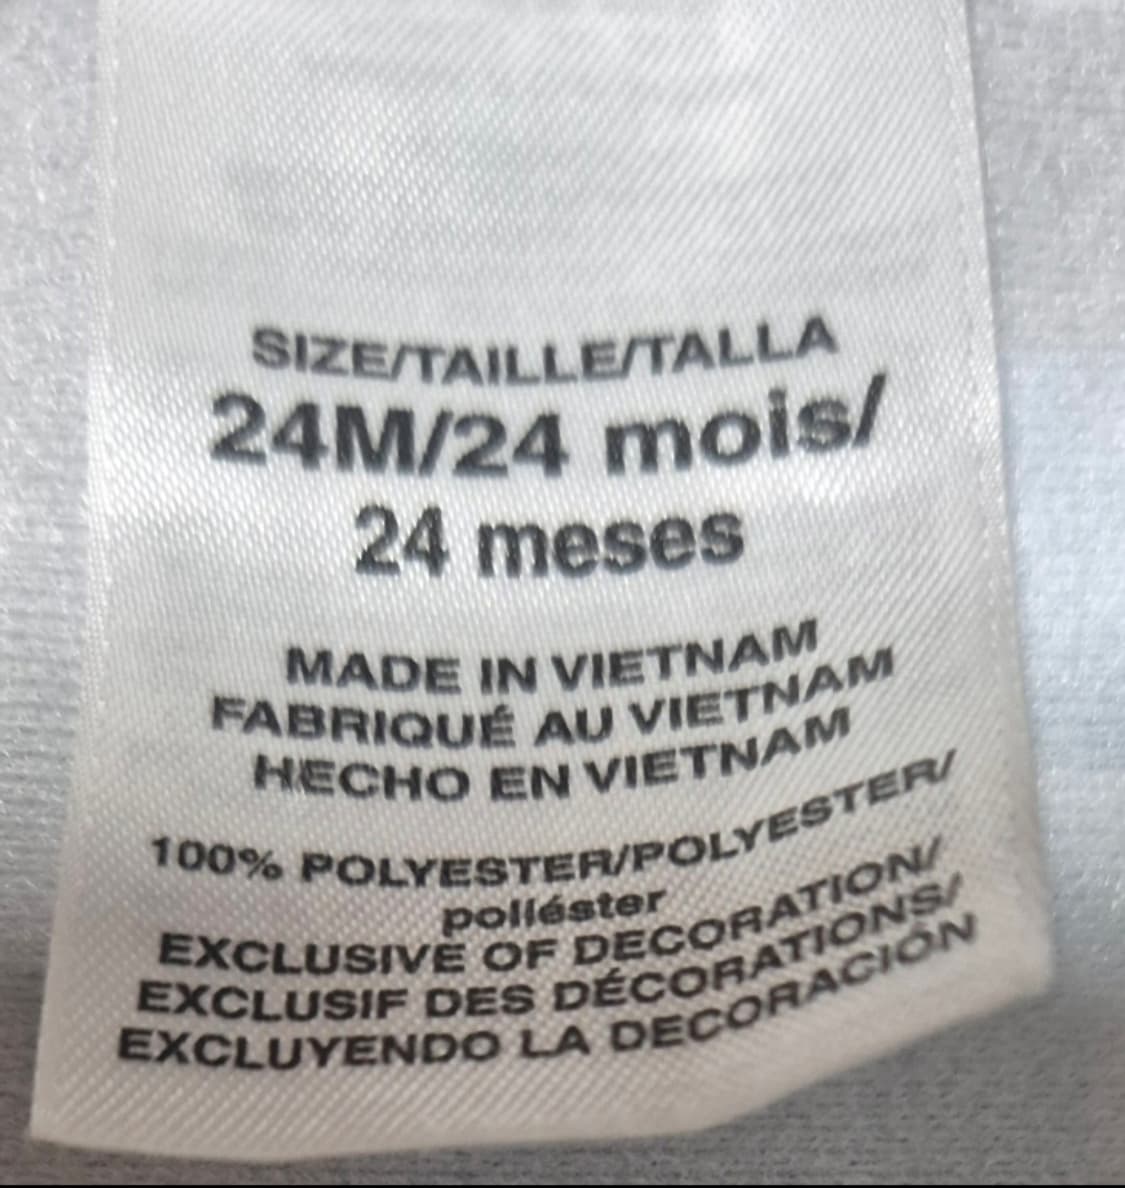 SIZE/TAILLE/TALLA
24M/24 mois/
24 meses
MADE IN VIETNAM
FABRIQUÉ AU VIETNAM
HECHO EN VIETNAM
100% POLYESTER/POLYESTER/
poliéster
EXCLUSIVE OF DECORATION/
EXCLUSIF DES DÉCORATIONS/
EXCLUYENDO LA DECORACIÓN